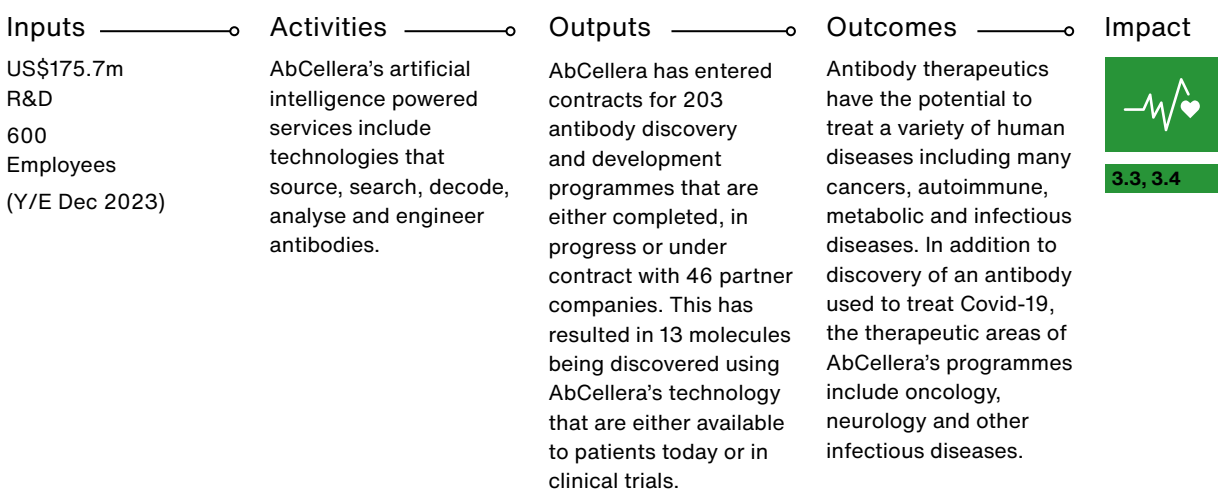 Inputs
US$175.7m
R&D
600
Employees
(Y/E Dec 2023)
Activities
AbCellera’s artificial
intelligence powered
services include
technologies that
source, search, decode,
analyse and engineer
antibodies.
Outputs
AbCellera has entered
contracts for 203
antibody discovery
and development
programmes that are
either completed, in
progress or under
contract with 46 partner
companies. This has
resulted in 13 molecules
being discovered using
AbCellera’s technology
that are either available
to patients today or in
clinical trials.
Outcomes
Antibody therapeutics
have the potential to
treat a variety of human
diseases including many
cancers, autoimmune,
metabolic and infectious
diseases. In addition to
discovery of an antibody
used to treat Covid-19,
the therapeutic areas of
AbCellera’s programmes
include oncology,
neurology and other
infectious diseases.
Impact
3.3, 3.4